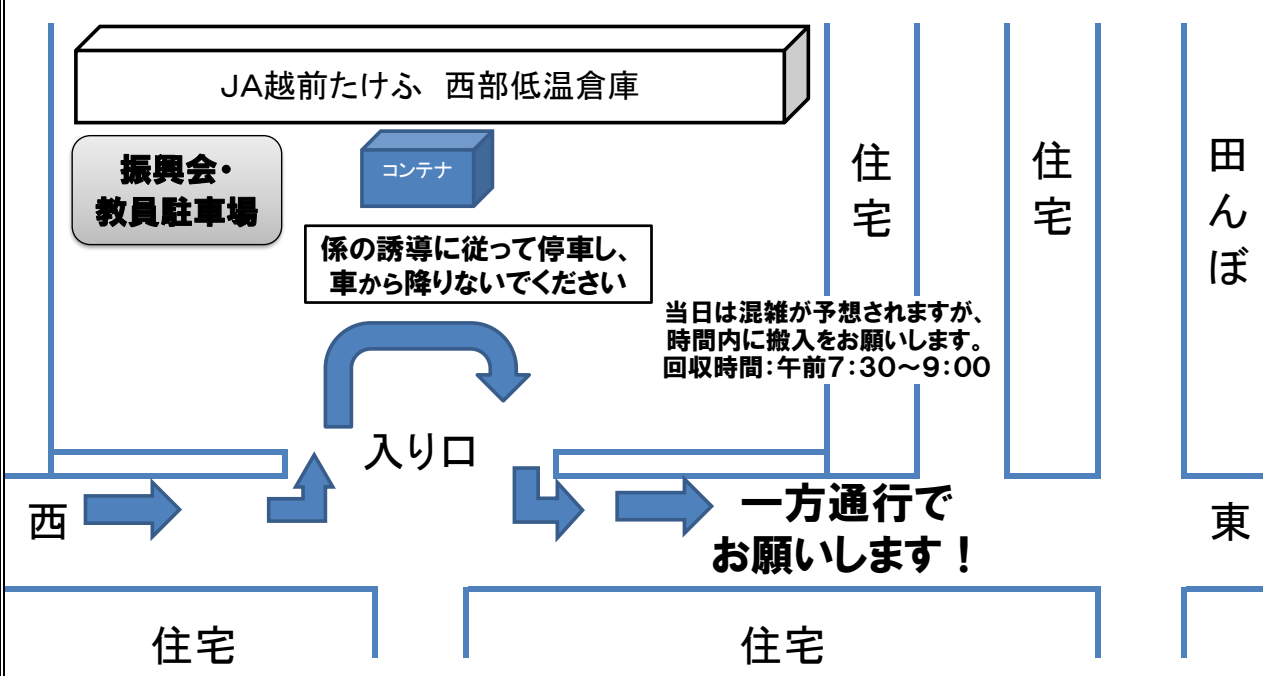 JA越前たけふ　西部低温倉庫
振興会・
教員駐車場
コンテナ
係の誘導に従って停車し、
車から降りないでください
住宅
住宅
田んぼ
当日は混雑が予想されますが、
時間内に搬入をお願いします。
回収時間：午前７：３０～９：００
入り口
西
一方通行で
お願いします！
東
住宅
住宅